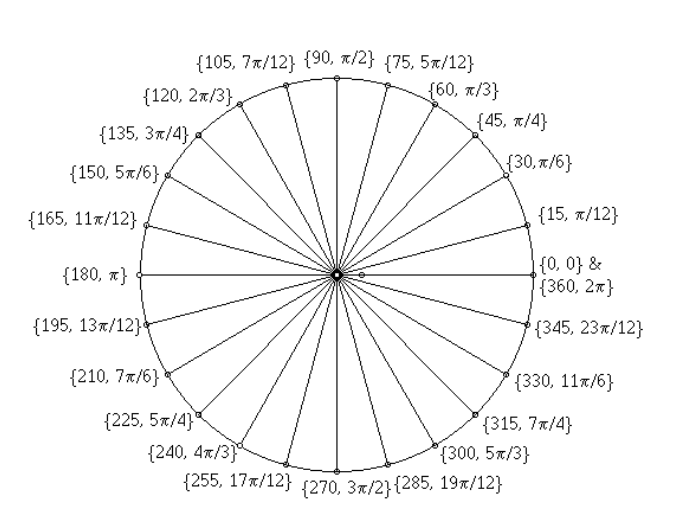 {90, π/2}
{105, 7π/12}
{75, 5π/12}
{120, 2π/3}
{60, π/3}
{135, 3π/4}
{45, π/4}
{150, 5π/6}
{30,π/6}
{165, 11π/12}
{15, π/12}
{180, π}
{0, 0} &
{360, 2π}
{195, 13π/12}
{345, 23π/12}
{210, 7π/6}
{330, 11π/6}
{225, 5π/4}
{315, 7π/4}
{240, 4π/3}
{300, 5π/3}
{255, 17π/12}
{270, 3π/2}
{285, 19π/12}